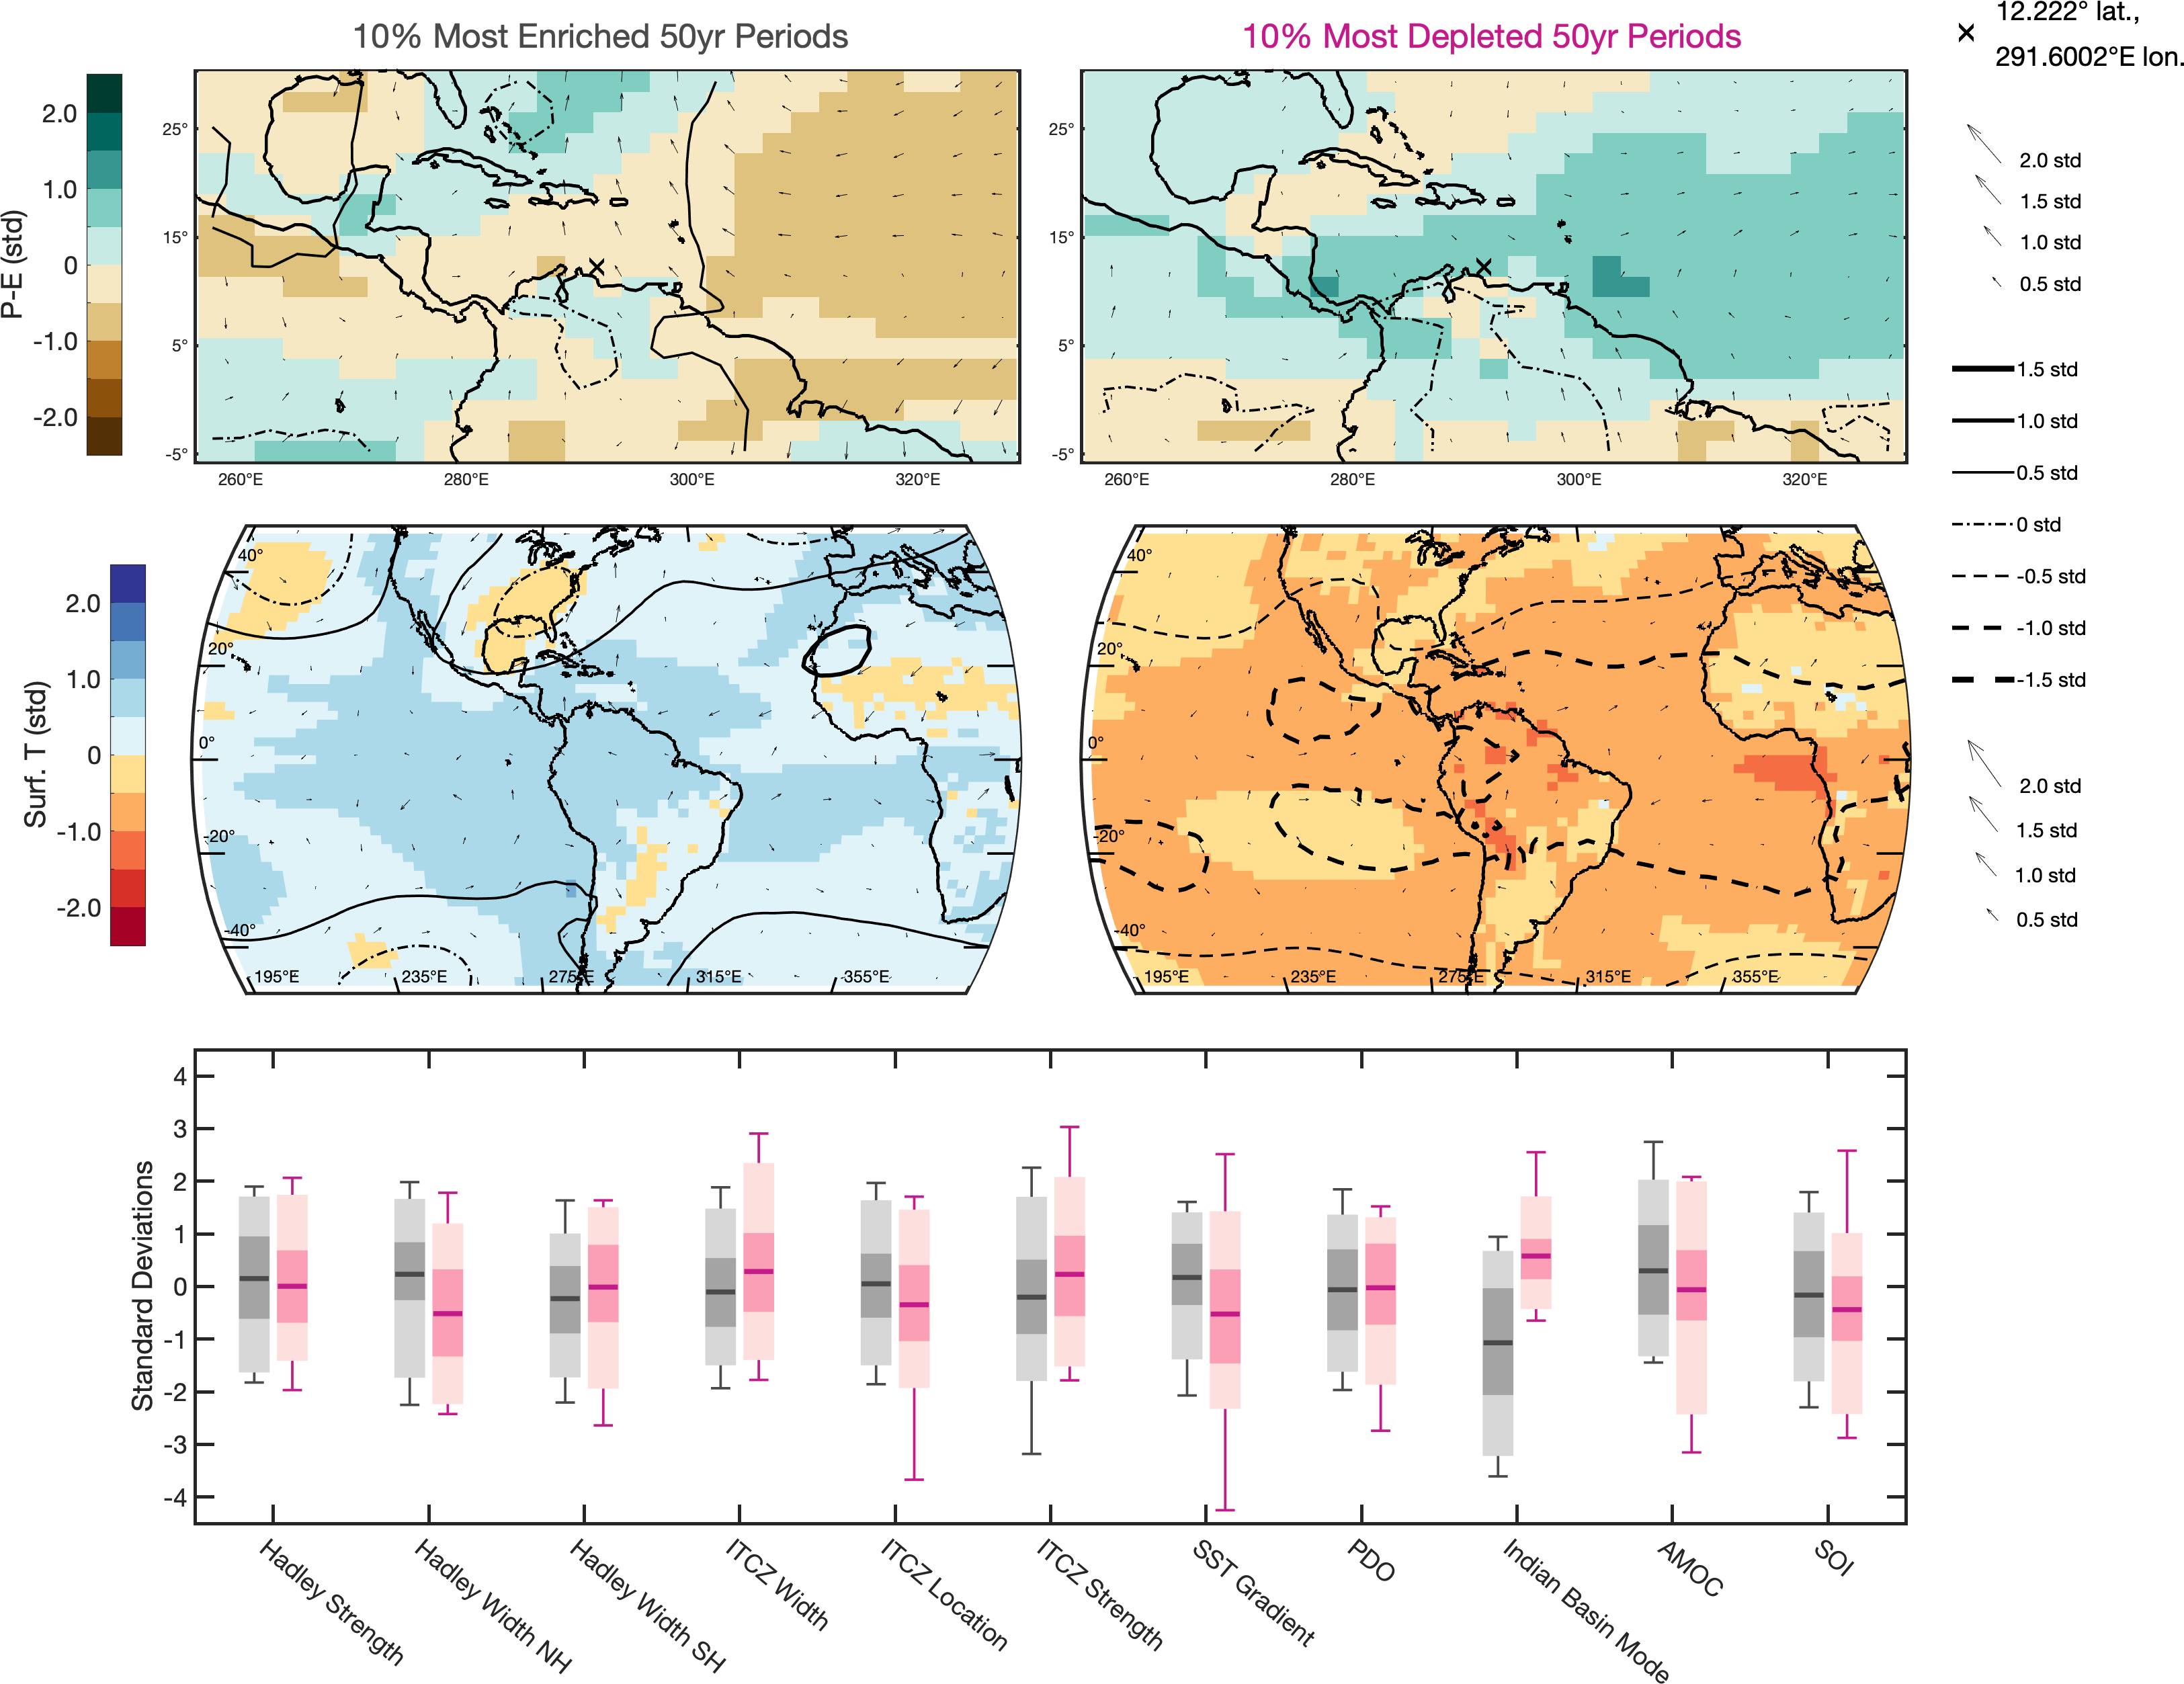 10% Most Enriched 50yr Periods
10% Most Depleted 50yr Periods
12.222° lat.,
291.6002°E lon.
P-E (std)
2.0
1.0
0
-1.0
-2.0
25°
15°
5°
-5°
260°E
280°E
300°E
320°E
25°
15°
5°
-5°
260°E
280°E
300°E
320°E
2.0 std
1.5 std
1.0 std
0.5 std
1.5 std
1.0 std
0.5 std
0 std
-0.5 std
-1.0 std
-1.5 std
2.0 std
1.5 std
1.0 std
0.5 std
Surf. T (std)
2.0
1.0
0
-1.0
-2.0
40°
20°
0°
-20°
-40°
195°E
235°E
275°E
315°E
355°E
40°
20°
0°
-20°
-40°
195°E
235°E
275°E
315°E
355°E
Standard Deviations
4
3
2
1
0
-1
-2
-3
-4
Hadley Strength
Hadley Width NH
Hadley Width SH
ITCZ Width
ITCZ Location
ITCZ Strength
SST Gradient
PDO
Indian Basin Mode
AMOC
SOI